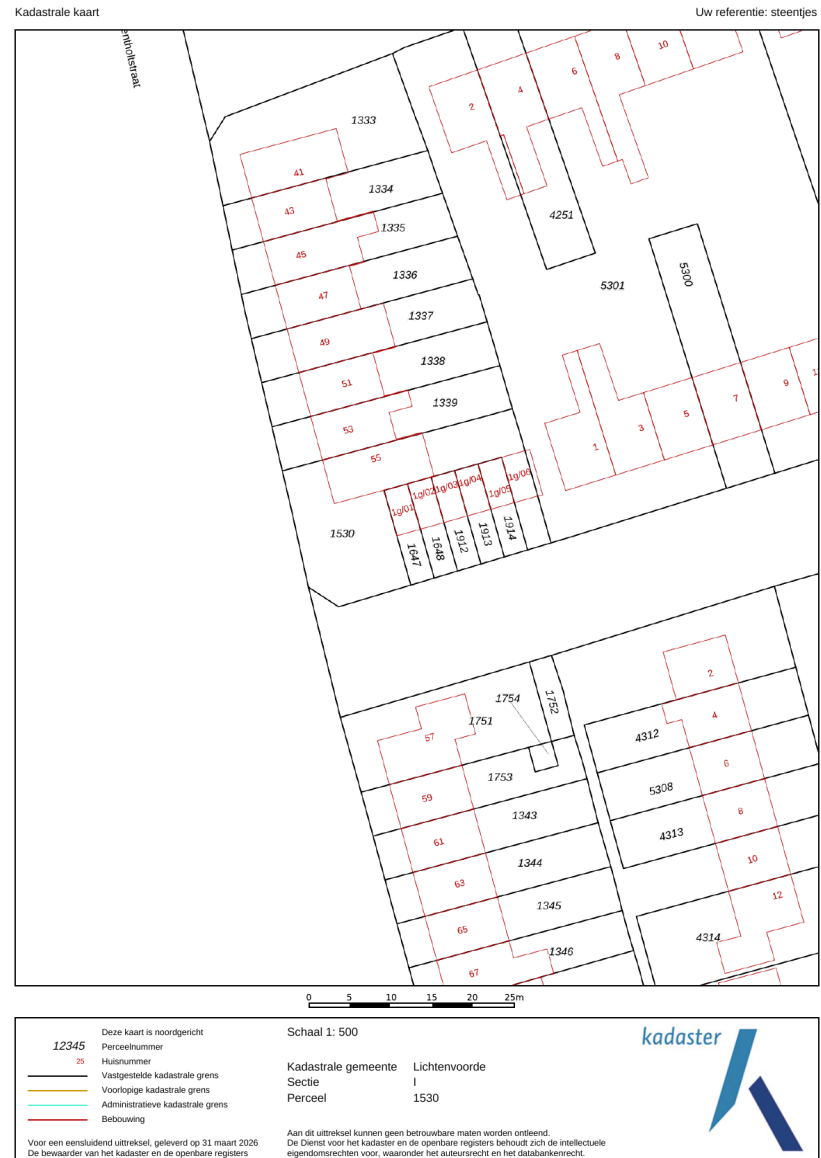 Kadastrale kaart
Uw referentie: steentjes
entholtstraat
10
8
6
4
2
1333
41
1334
43
4251
1335
45
5300
1336
5301
47
1337
49
1338
51
9
7
1339
5
53
3
1
55
1g/06
1g/04
1g/03
1g/02
1g/05
1g/01
1530
1914
1913
1912
1648
1647
2
1754
1752
4
1751
4312
57
6
1753
5308
59
8
1343
4313
61
10
1344
63
12
1345
65
4314
1346
67
0 5 10 15 20 25m
Deze kaart is noordgericht
12345 Perceelnummer
25 Huisnummer
Vastgestelde kadastrale grens
Voorlopige kadastrale grens
Administratieve kadastrale grens
Bebouwing
Voor een eensluidend uittreksel, geleverd op 31 maart 2026
De bewaarder van het kadaster en de openbare registers
Schaal 1: 500
Kadastrale gemeente Lichtenvoorde
Sectie I
Perceel 1530
Aan dit uittreksel kunnen geen betrouwbare maten worden ontleend.
De Dienst voor het kadaster en de openbare registers behoudt zich de intellectuele
eigendomsrechten voor, waaronder het auteursrecht en het databankenrecht.
kadaster